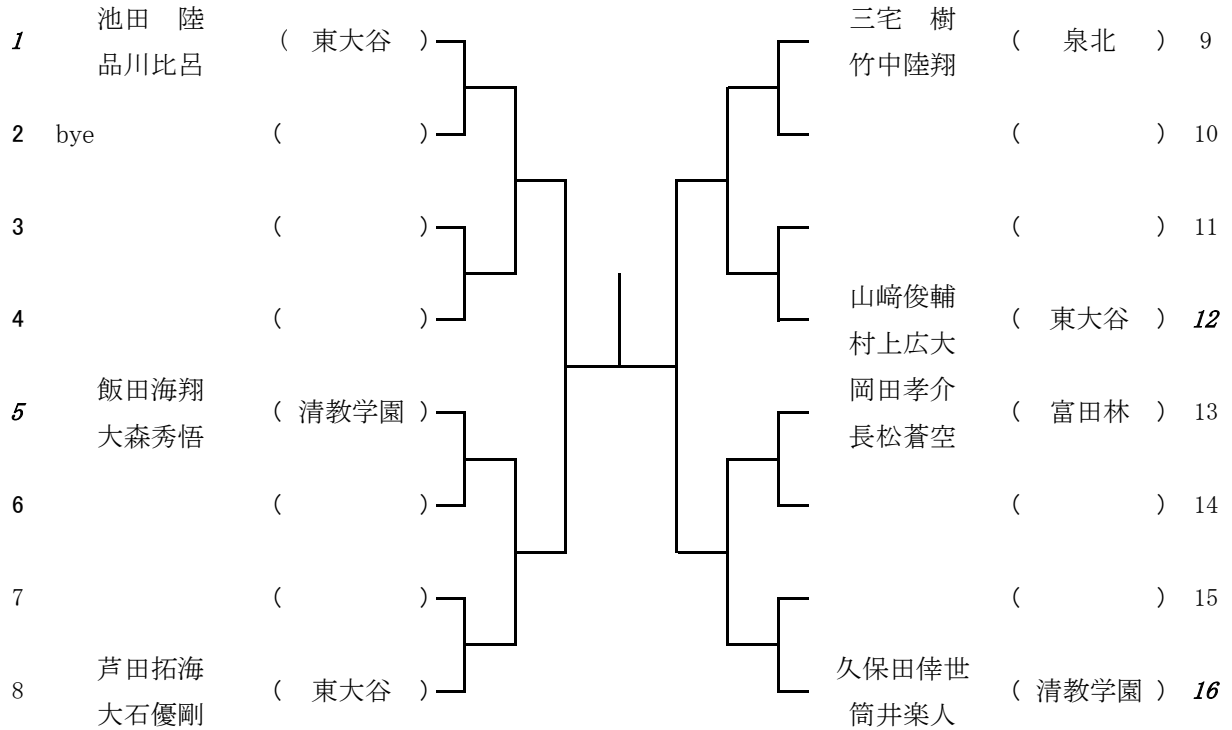 池田　陸
1 ( 東大谷 )
品川比呂
2 bye ( )
3 ( )
4 ( )
飯田海翔
5 ( 清教学園 )
大森秀悟
6 ( )
7 ( )
芦田拓海
8 ( 東大谷 )
大石優剛
三宅　樹
( 泉北 ) 9
竹中陸翔
( ) 10
( ) 11
山﨑俊輔
( 東大谷 ) 12
村上広大
岡田孝介
( 富田林 ) 13
長松蒼空
( ) 14
( ) 15
久保田倖世
( 清教学園 ) 16
筒井楽人